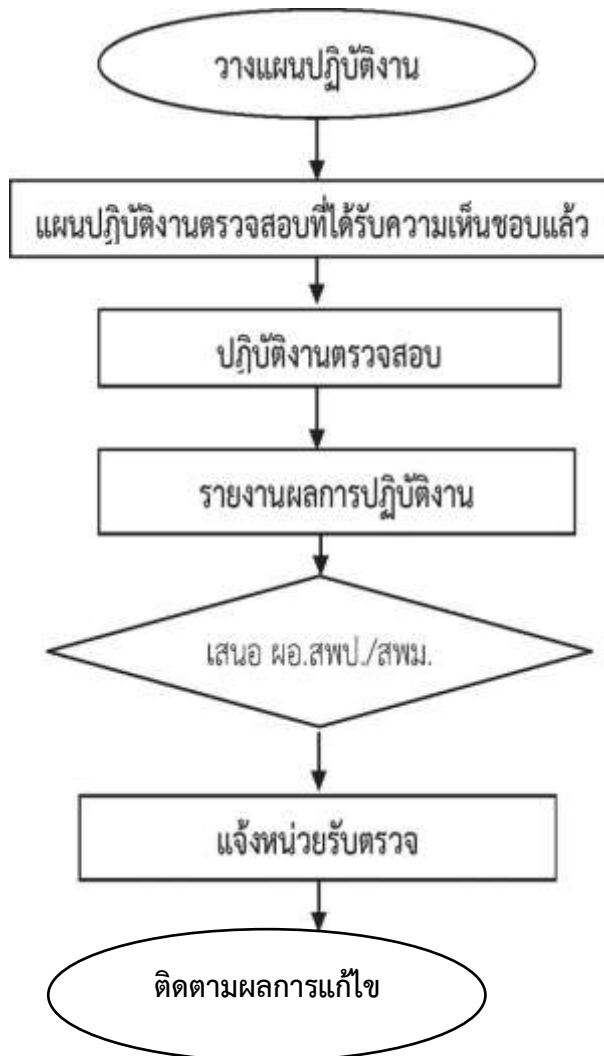 วางแผนปฏิบัติงาน
แผนปฏิบัติงานตรวจสอบที่ได้รับความเห็นชอบแล้ว
ปฏิบัติงานตรวจสอบ
รายงานผลการปฏิบัติงาน
เสนอ ผอ.สพป./สพม.
แจ้งหน่วยรับตรวจ
ติดตามผลการแก้ไข